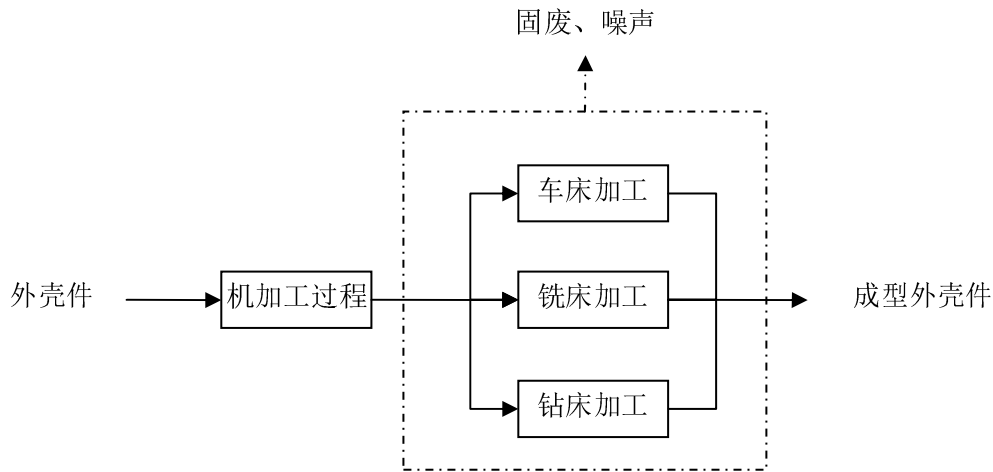 固废、噪声
车床加工
外壳件
机加工过程
铣床加工
成型外壳件
钻床加工